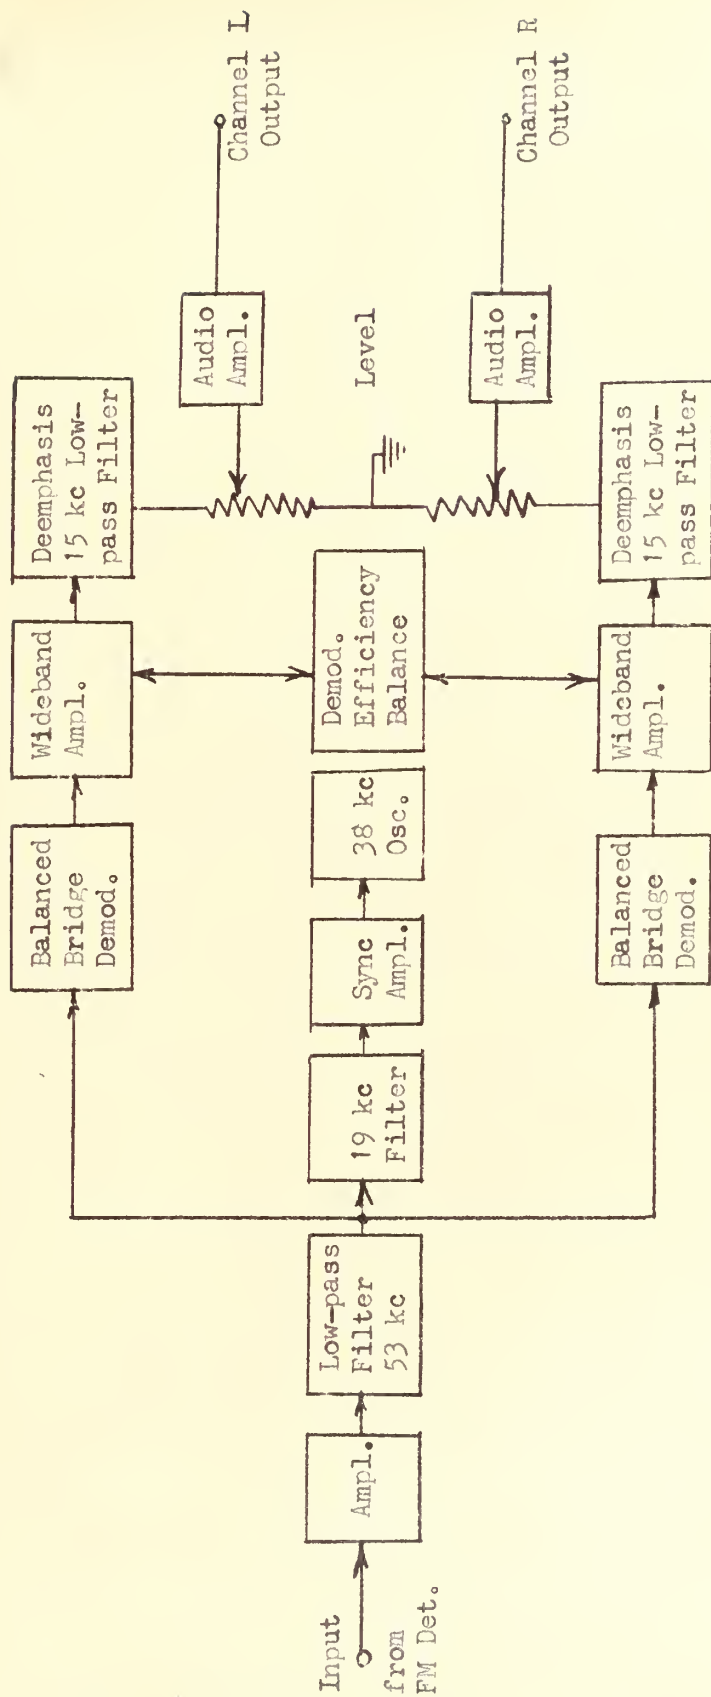 Input
from
FM Det.
Ampl.
Low-pass
Filter
53 kc
19 kc
Filter
Sync
Ampl.
38 kc
Osc.
Balanced
Bridge
Demod.
Wideband
Ampl.
Deemphasis
15 kc Low-
pass Filter
Demod.
Efficiency
Balance
Balanced
Bridge
Demod.
Wideband
Ampl.
Deemphasis
15 kc Low-
pass Filter
Audio
Ampl.
Level
Audio
Ampl.
Channel L
Output
Channel R
Output